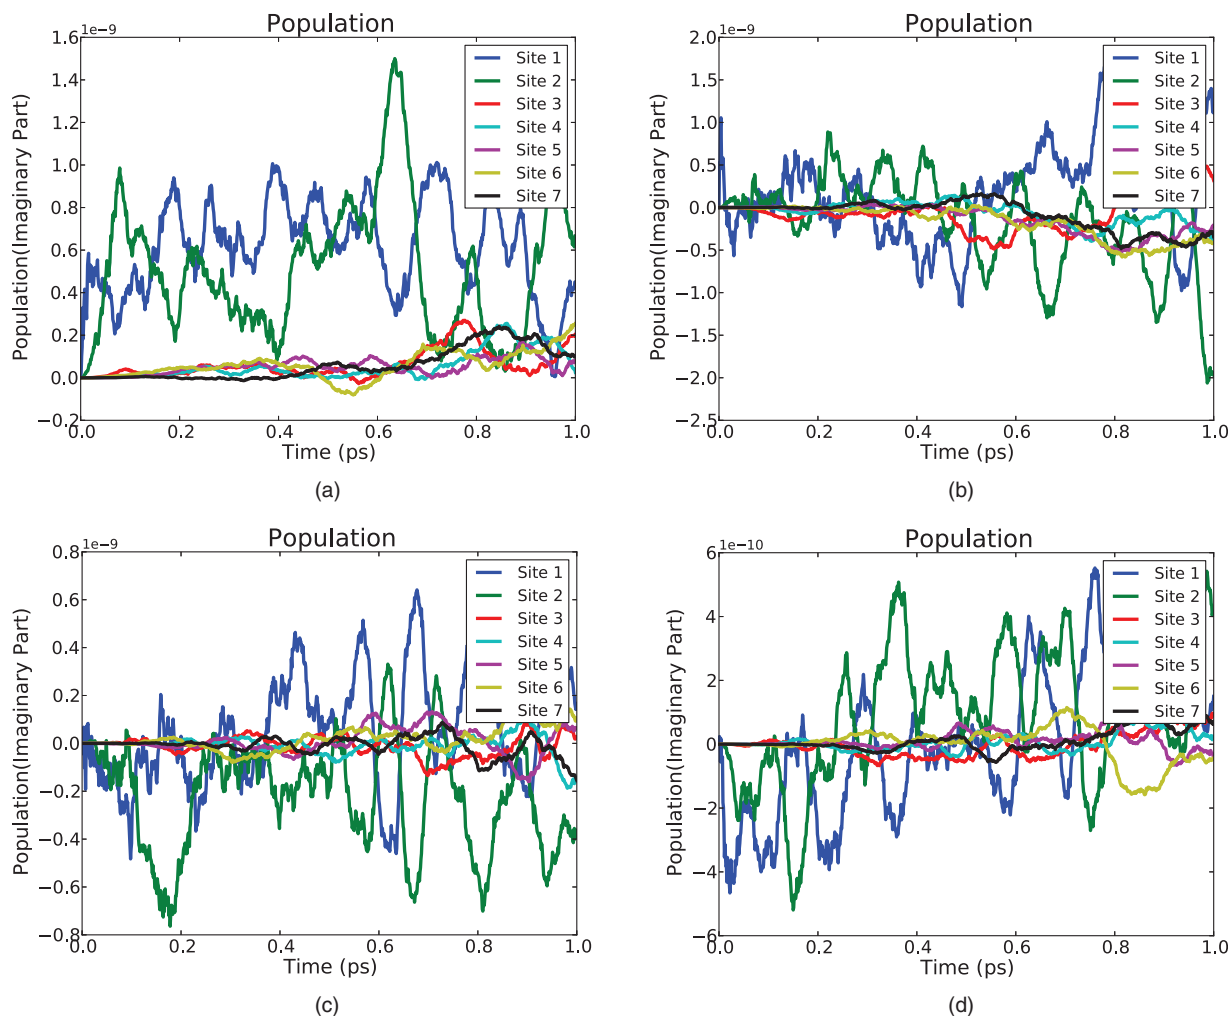 Population
1e−9
1.6
1.4
1.2
1.0
0.8
0.6
0.4
0.2
0.0
−0.2
Population(Imaginary Part)
Site 1
Site 2
Site 3
Site 4
Site 5
Site 6
Site 7
0.0 0.2 0.4 0.6 0.8 1.0
Time (ps)
(a)
Population
1e−9
2.0
1.5
1.0
0.5
0.0
−0.5
−1.0
−1.5
−2.0
−2.5
Population(Imaginary Part)
Site 1
Site 2
Site 3
Site 4
Site 5
Site 6
Site 7
0.0 0.2 0.4 0.6 0.8 1.0
Time (ps)
(b)
Population
1e−9
0.8
0.6
0.4
0.2
0.0
−0.2
−0.4
−0.6
−0.8
Population(Imaginary Part)
Site 1
Site 2
Site 3
Site 4
Site 5
Site 6
Site 7
0.0 0.2 0.4 0.6 0.8 1.0
Time (ps)
(c)
Population
1e−10
6
4
2
0
−2
−4
−6
Population(Imaginary Part)
Site 1
Site 2
Site 3
Site 4
Site 5
Site 6
Site 7
0.0 0.2 0.4 0.6 0.8 1.0
Time (ps)
(d)